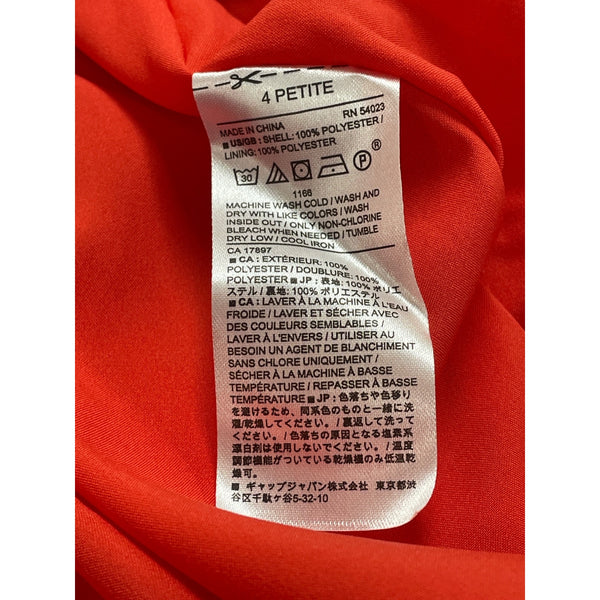 4 PETITE
RN 54023
MADE IN CHINA
■ US/GB : SHELL: 100% POLYESTER /
LINING: 100% POLYESTER
30
P
1166
MACHINE WASH COLD / WASH AND
DRY WITH LIKE COLORS / WASH
INSIDE OUT / ONLY NON-CHLORINE
BLEACH WHEN NEEDED / TUMBLE
DRY LOW / COOL IRON
CA 17897
■ CA : EXTÉRIEUR: 100%
POLYESTER / DOUBLURE: 100%
POLYESTER ■ JP : 表地: 100% ポリエ
ステル / 裏地: 100% ポリエステル
■ CA : LAVER À LA MACHINE À L'EAU
FROIDE / LAVER ET SÉCHER AVEC
DES COULEURS SEMBLABLES /
LAVER À L'ENVERS / UTILISER AU
BESOIN UN AGENT DE BLANCHIMENT
SANS CHLORE UNIQUEMENT /
SÉCHER À LA MACHINE À BASSE
TEMPÉRATURE / REPASSER À BASSE
TEMPÉRATURE ■ JP : 色落ちや色移り
を避けるため、同系色のものと一緒に洗
濯/乾燥してください。/ 裏返して洗って
ください。/ 色落ちの原因となる塩素系
漂白剤は使用しないでください。/ 温度
調節機能がついている乾燥機のみ低温乾
燥可。
■ ギャップジャパン株式会社 東京都渋
谷区千駄ヶ谷5-32-10